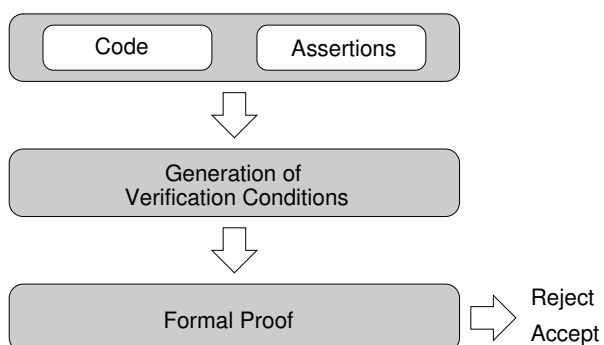 Code
Assertions
Generation of
Verification Conditions
Formal Proof
Reject
Accept